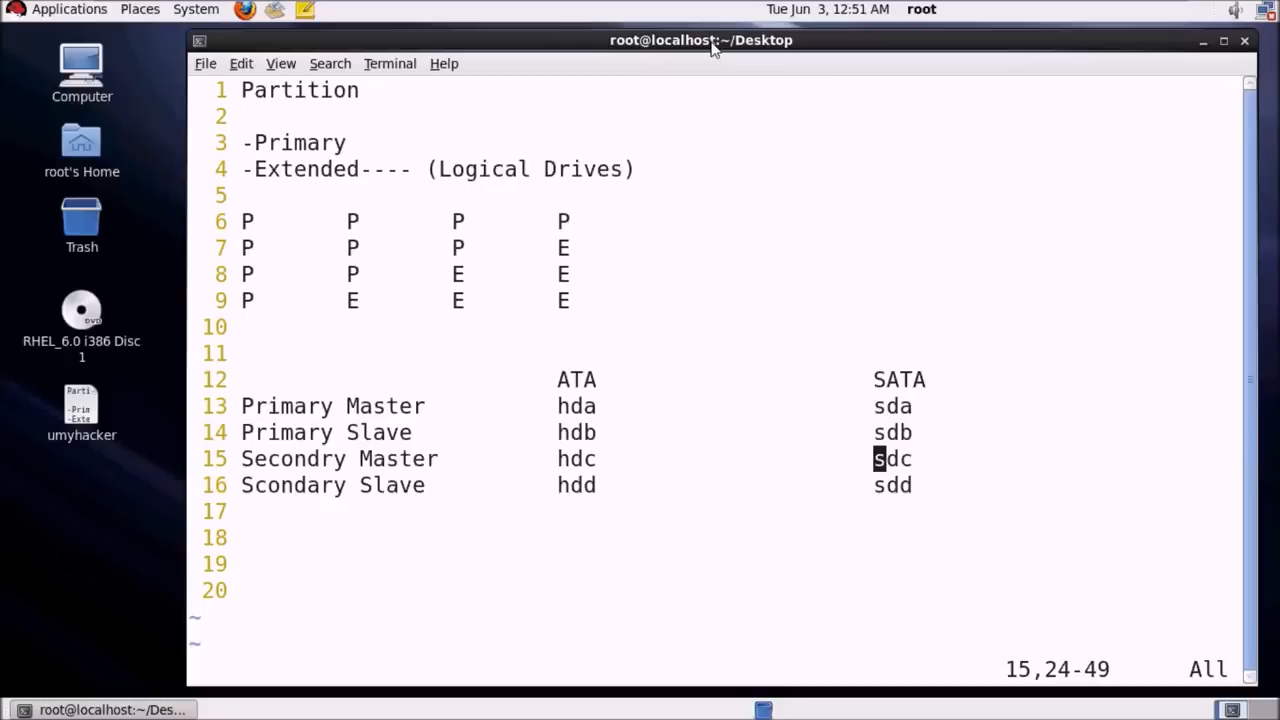 Applications Places System Tue Jun 3, 12:51 AM root
root@localhost:~/Desktop
File Edit View Search Terminal Help
Computer
root's Home
Trash
RHEL_6.0 i386 Disc
1
Parti
-Prim
-Exte
umyhacker
1 Partition
2
3 -Primary
4 -Extended---- (Logical Drives)
5
6 P P P P
7 P P P E
8 P P E E
9 P E E E
10
11
12 ATA SATA
13 Primary Master hda sda
14 Primary Slave hdb sdb
15 Secondry Master hdc sdc
16 Scondary Slave hdd sdd
17
18
19
20
~
~
15,24-49 All
root@localhost:~/Des...